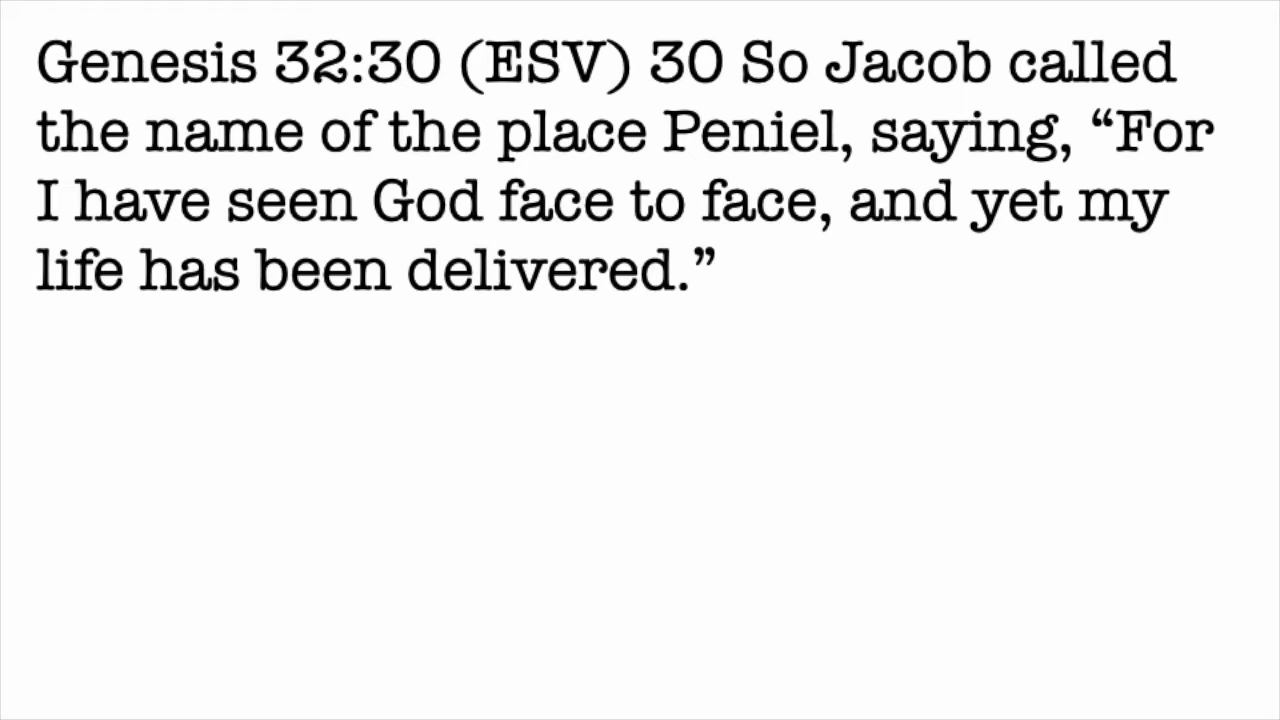 Genesis 32:30 (ESV) 30 So Jacob called
the name of the place Peniel, saying, “For
I have seen God face to face, and yet my
life has been delivered.”